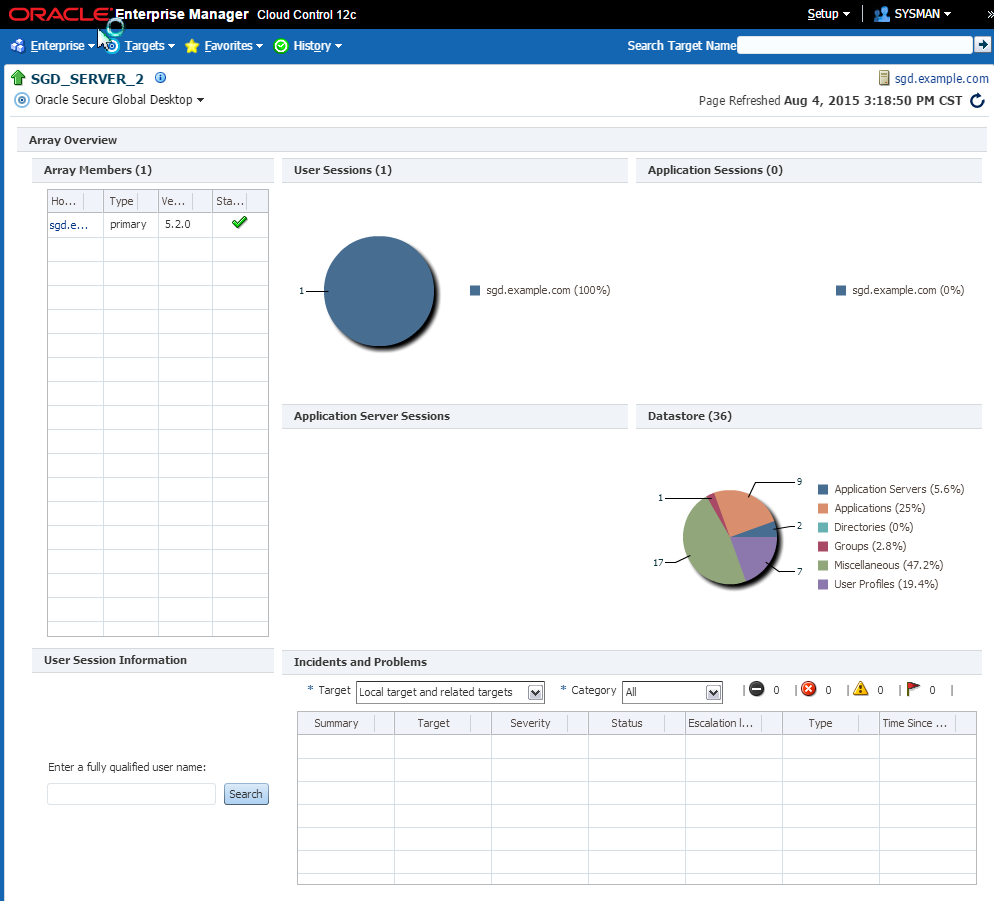 ORACLE Enterprise Manager Cloud Control 12c Setup SYSMAN »
Enterprise Targets Favorites History Search Target Name
SGD_SERVER_2 sgd.example.com
Oracle Secure Global Desktop Page Refreshed Aug 4, 2015 3:18:50 PM CST
Array Overview
Array Members (1)
Ho... Type Ve... Sta...
sgd.e... primary 5.2.0
User Sessions (1)
1
sgd.example.com (100%)
Application Sessions (0)
sgd.example.com (0%)
Application Server Sessions
Datastore (36)
9
1
2
17
7
Application Servers (5.6%)
Applications (25%)
Directories (0%)
Groups (2.8%)
Miscellaneous (47.2%)
User Profiles (19.4%)
User Session Information
Enter a fully qualified user name:
Search
Incidents and Problems
* Target Local target and related targets * Category All | 0 | 0 | 0 | 0 |
Summary Target Severity Status Escalation l... Type Time Since ...